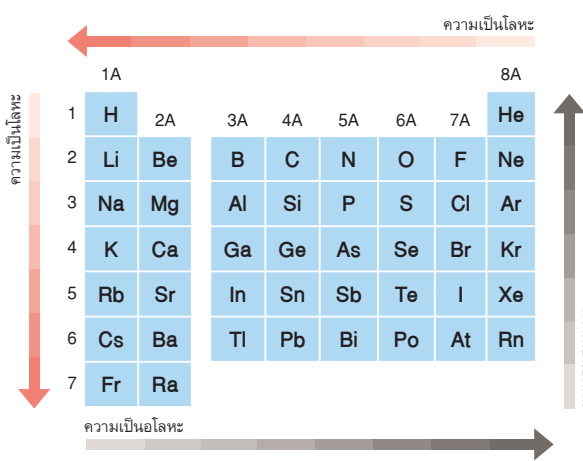 ความเป็นโลหะ
1A 8A
1 H 2A 3A 4A 5A 6A 7A He
2 Li Be B C N O F Ne
3 Na Mg Al Si P S Cl Ar
4 K Ca Ga Ge As Se Br Kr
5 Rb Sr In Sn Sb Te I Xe
6 Cs Ba Tl Pb Bi Po At Rn
7 Fr Ra
ความเป็นโลหะ
ความเป็นอโลหะ